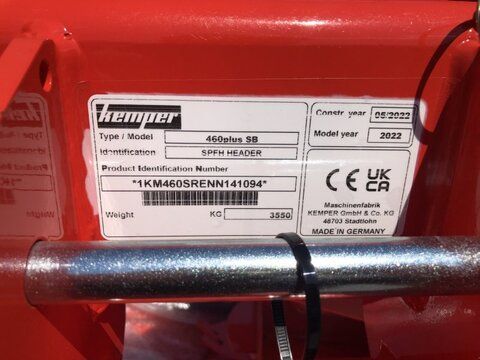 kemper
Type / Model 460plus SB
Identification SPFH HEADER
Product Identification Number
*1KM460SRENN141094*
Weight KG 3550
Constr. year 05/2022
Model year 2022
CE UK
CA
Maschinenfabrik
KEMPER GmbH & Co. KG
48703 Stadtlohn
MADE IN GERMANY